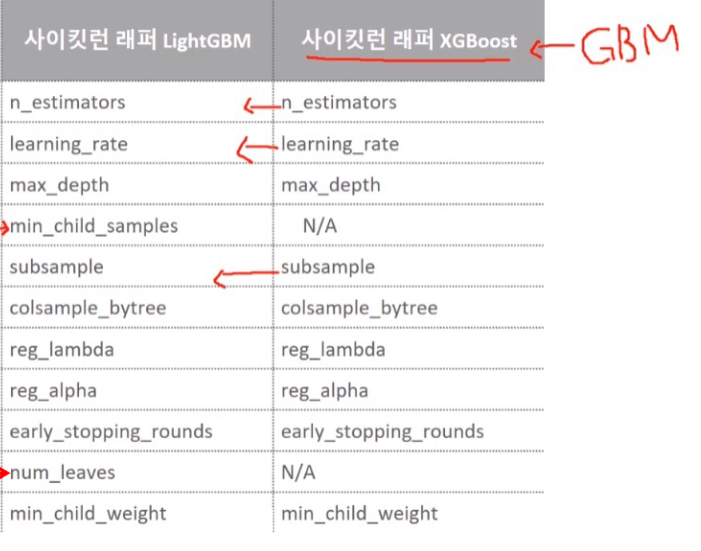 사이킷런 래퍼 LightGBM 사이킷런 래퍼 XGBoost GBM
n_estimators n_estimators
learning_rate learning_rate
max_depth max_depth
min_child_samples N/A
subsample subsample
colsample_bytree colsample_bytree
reg_lambda reg_lambda
reg_alpha reg_alpha
early_stopping_rounds early_stopping_rounds
num_leaves N/A
min_child_weight min_child_weight